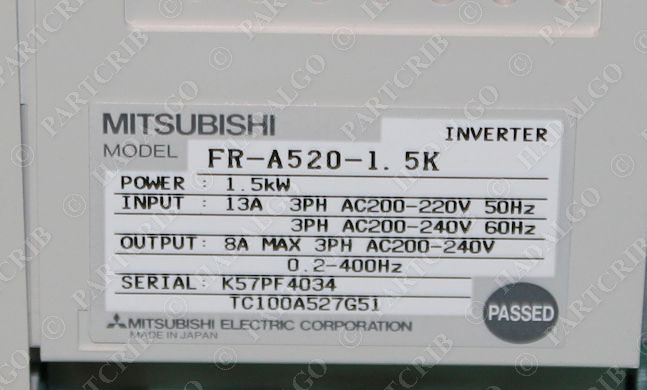 MITSUBISHI
INVERTER
MODEL FR-A520-1.5K
POWER : 1.5kW
INPUT : 13A 3PH AC200-220V 50Hz
3PH AC200-240V 60Hz
OUTPUT: 8A MAX 3PH AC200-240V
0.2-400Hz
SERIAL: K57PF4034
TC100A527G51
PASSED
MITSUBISHI ELECTRIC CORPORATION
MADE IN JAPAN
© PARTCRIB © HADALGO